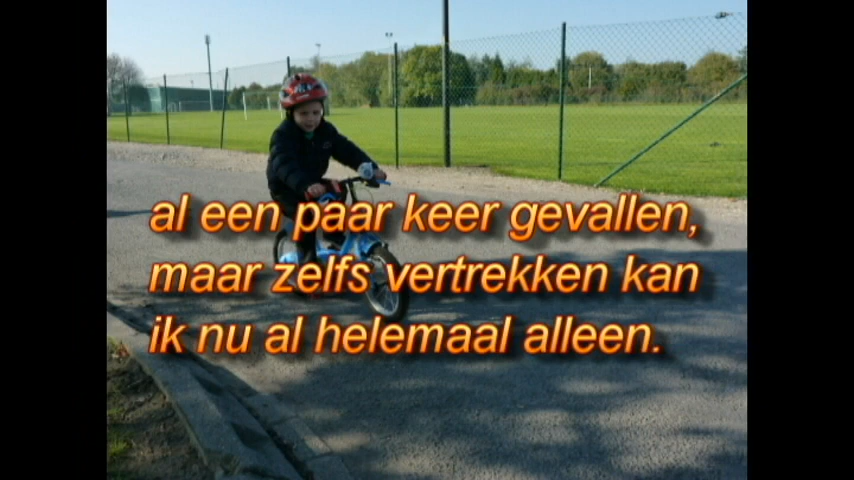 al een paar keer gevallen,
maar zelfs vertrekken kan
ik nu al helemaal alleen.